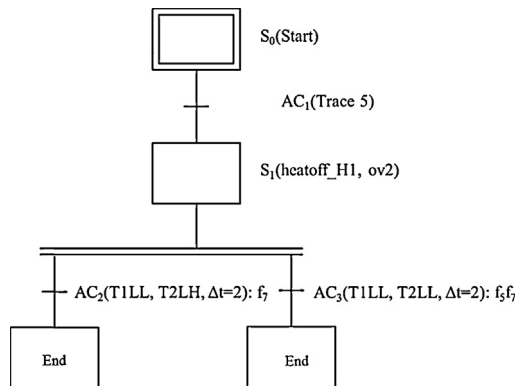 S₀(Start)
AC₁(Trace 5)
S₁(heatoff_H1, ov2)
AC₂(T1LL, T2LH, Δt=2): f₇
AC₃(T1LL, T2LL, Δt=2): f₅f₇
End
End